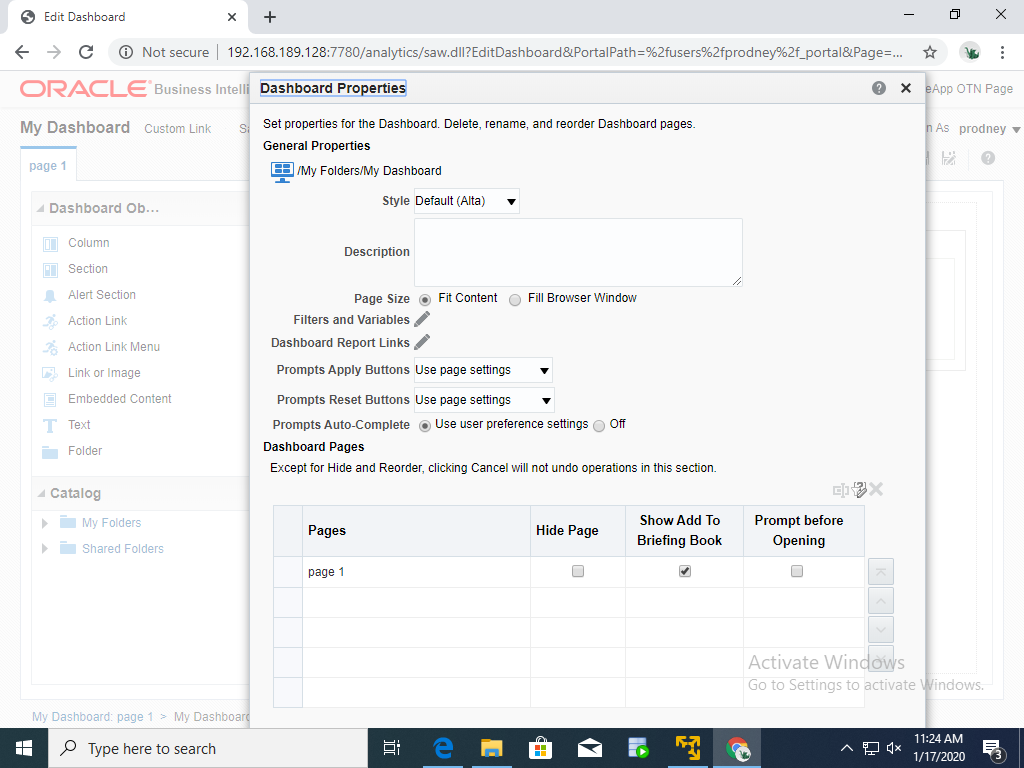 Edit Dashboard
Not secure | 192.168.189.128:7780/analytics/saw.dll?EditDashboard&PortalPath=%2fusers%2fprodney%2f_portal&Page=...
ORACLE Business Intelli
eApp OTN Page
My Dashboard Custom Link
n As prodney
page 1
Dashboard Ob...
Column
Section
Alert Section
Action Link
Action Link Menu
Link or Image
Embedded Content
Text
Folder
Catalog
My Folders
Shared Folders
My Dashboard: page 1 > My Dashboard
Dashboard Properties
Set properties for the Dashboard. Delete, rename, and reorder Dashboard pages.
General Properties
/My Folders/My Dashboard
Style Default (Alta)
Description
Page Size Fit Content Fill Browser Window
Filters and Variables
Dashboard Report Links
Prompts Apply Buttons Use page settings
Prompts Reset Buttons Use page settings
Prompts Auto-Complete Use user preference settings Off
Dashboard Pages
Except for Hide and Reorder, clicking Cancel will not undo operations in this section.
Pages Hide Page Show Add To Briefing Book Prompt before Opening
page 1
Activate Windows
Go to Settings to activate Windows.
Type here to search
11:24 AM
1/17/2020
3